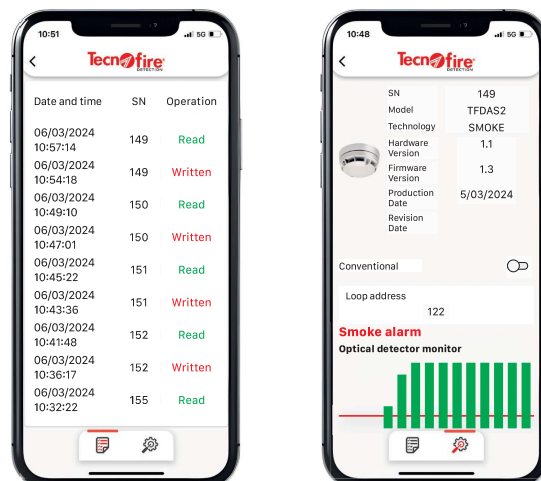 10:51
5G
Tecnofire
DETECTION
Date and time SN Operation
06/03/2024
10:57:14 149 Read
06/03/2024
10:54:18 149 Written
06/03/2024
10:49:10 150 Read
06/03/2024
10:47:01 150 Written
06/03/2024
10:45:22 151 Read
06/03/2024
10:43:36 151 Written
06/03/2024
10:41:48 152 Read
06/03/2024
10:36:17 152 Written
06/03/2024
10:32:22 155 Read
10:48
5G
Tecnofire
DETECTION
SN 149
Model TFDAS2
Technology SMOKE
Hardware
Version 1.1
Firmware
Version 1.3
Production
Date 5/03/2024
Revision
Date
Conventional
Loop address
122
Smoke alarm
Optical detector monitor